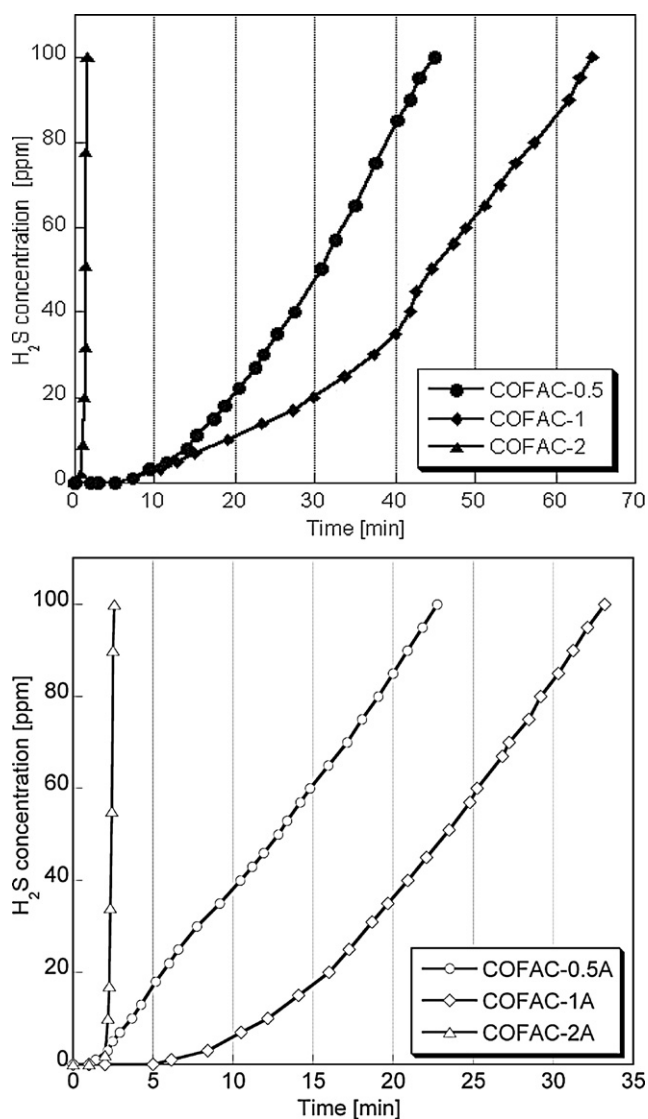 100
80
60
40
20
0
H2S concentration [ppm]
COFAC-0.5
COFAC-1
COFAC-2
0 10 20 30 40 50 60 70
Time [min]
100
80
60
40
20
0
H2S concentration [ppm]
COFAC-0.5A
COFAC-1A
COFAC-2A
0 5 10 15 20 25 30 35
Time [min]